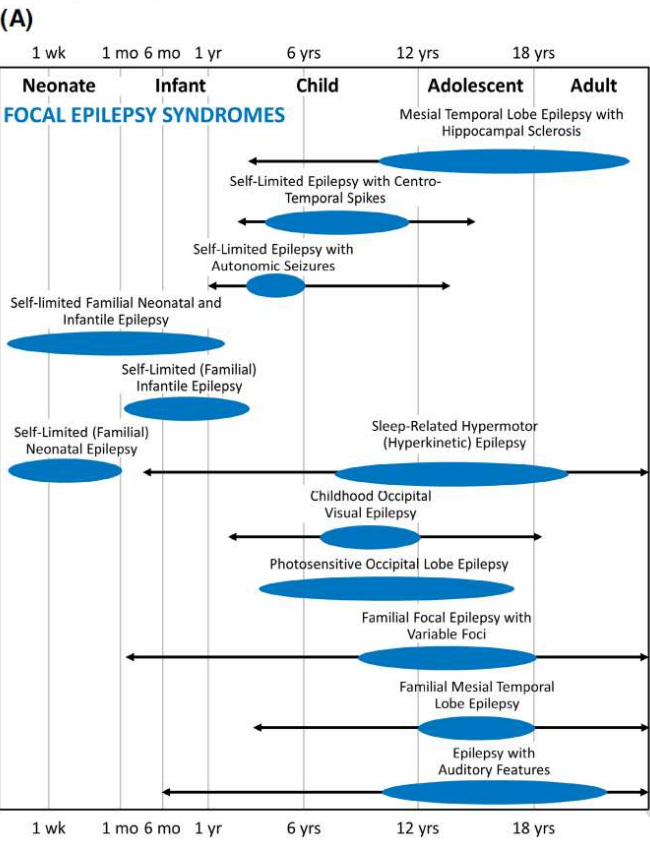 (A)
1 wk 1 mo 6 mo 1 yr 6 yrs 12 yrs 18 yrs
Neonate Infant Child Adolescent Adult
FOCAL EPILEPSY SYNDROMES
Mesial Temporal Lobe Epilepsy with
Hippocampal Sclerosis
Self-Limited Epilepsy with Centro-
Temporal Spikes
Self-Limited Epilepsy with
Autonomic Seizures
Self-limited Familial Neonatal and
Infantile Epilepsy
Self-Limited (Familial)
Infantile Epilepsy
Self-Limited (Familial)
Neonatal Epilepsy
Sleep-Related Hypermotor
(Hyperkinetic) Epilepsy
Childhood Occipital
Visual Epilepsy
Photosensitive Occipital Lobe Epilepsy
Familial Focal Epilepsy with
Variable Foci
Familial Mesial Temporal
Lobe Epilepsy
Epilepsy with
Auditory Features
1 wk 1 mo 6 mo 1 yr 6 yrs 12 yrs 18 yrs